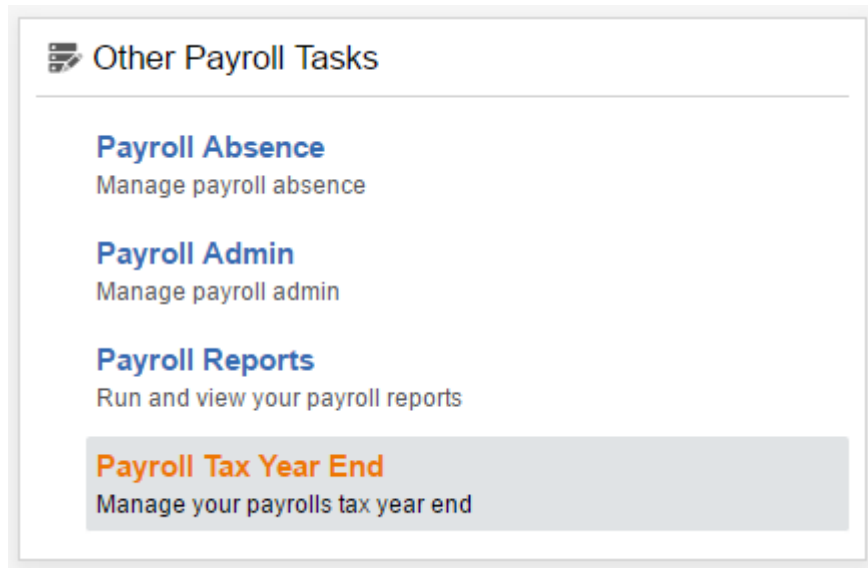 Other Payroll Tasks
Payroll Absence
Manage payroll absence
Payroll Admin
Manage payroll admin
Payroll Reports
Run and view your payroll reports
Payroll Tax Year End
Manage your payrolls tax year end